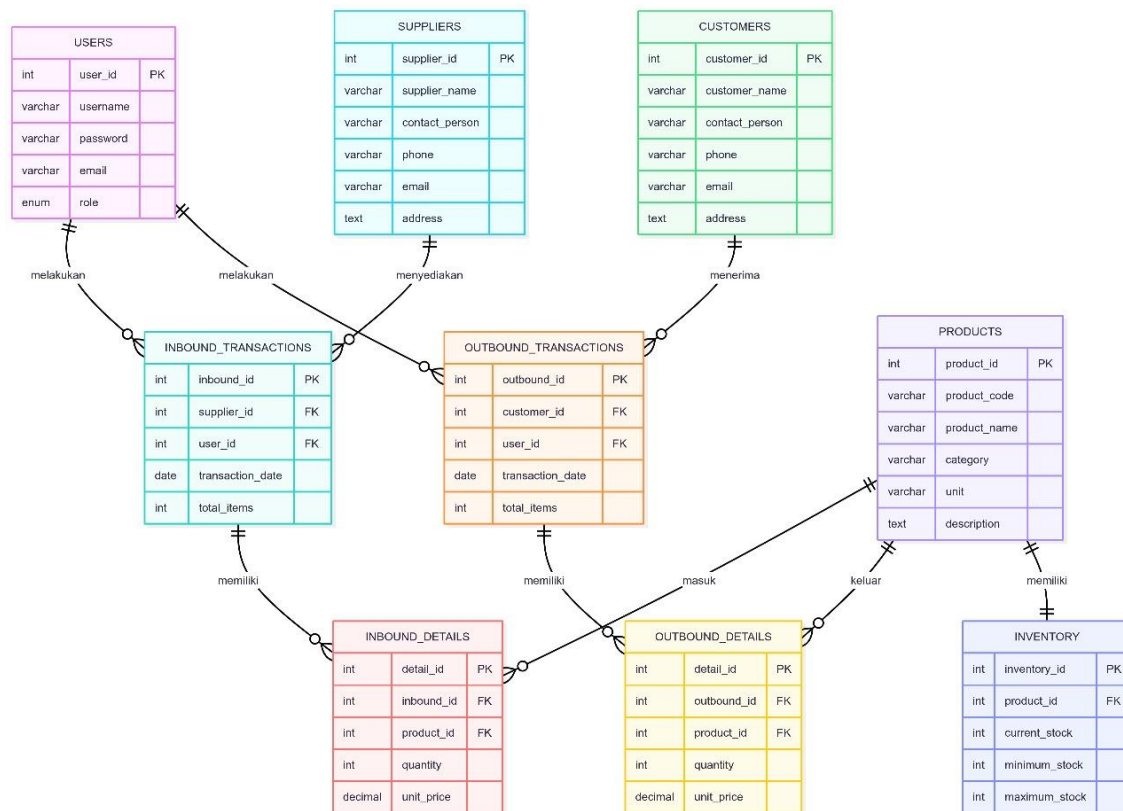 USERS
int user_id PK
varchar username
varchar password
varchar email
enum role
SUPPLIERS
int supplier_id PK
varchar supplier_name
varchar contact_person
varchar phone
varchar email
text address
CUSTOMERS
int customer_id PK
varchar customer_name
varchar contact_person
varchar phone
varchar email
text address
melakukan
melakukan
menyediakan
menerima
INBOUND_TRANSACTIONS
int inbound_id PK
int supplier_id FK
int user_id FK
date transaction_date
int total_items
OUTBOUND_TRANSACTIONS
int outbound_id PK
int customer_id FK
int user_id FK
date transaction_date
int total_items
PRODUCTS
int product_id PK
varchar product_code
varchar product_name
varchar category
varchar unit
text description
memiliki
memiliki
masuk
keluar
memiliki
INBOUND_DETAILS
int detail_id PK
int inbound_id FK
int product_id FK
int quantity
decimal unit_price
OUTBOUND_DETAILS
int detail_id PK
int outbound_id FK
int product_id FK
int quantity
decimal unit_price
INVENTORY
int inventory_id PK
int product_id FK
int current_stock
int minimum_stock
int maximum_stock